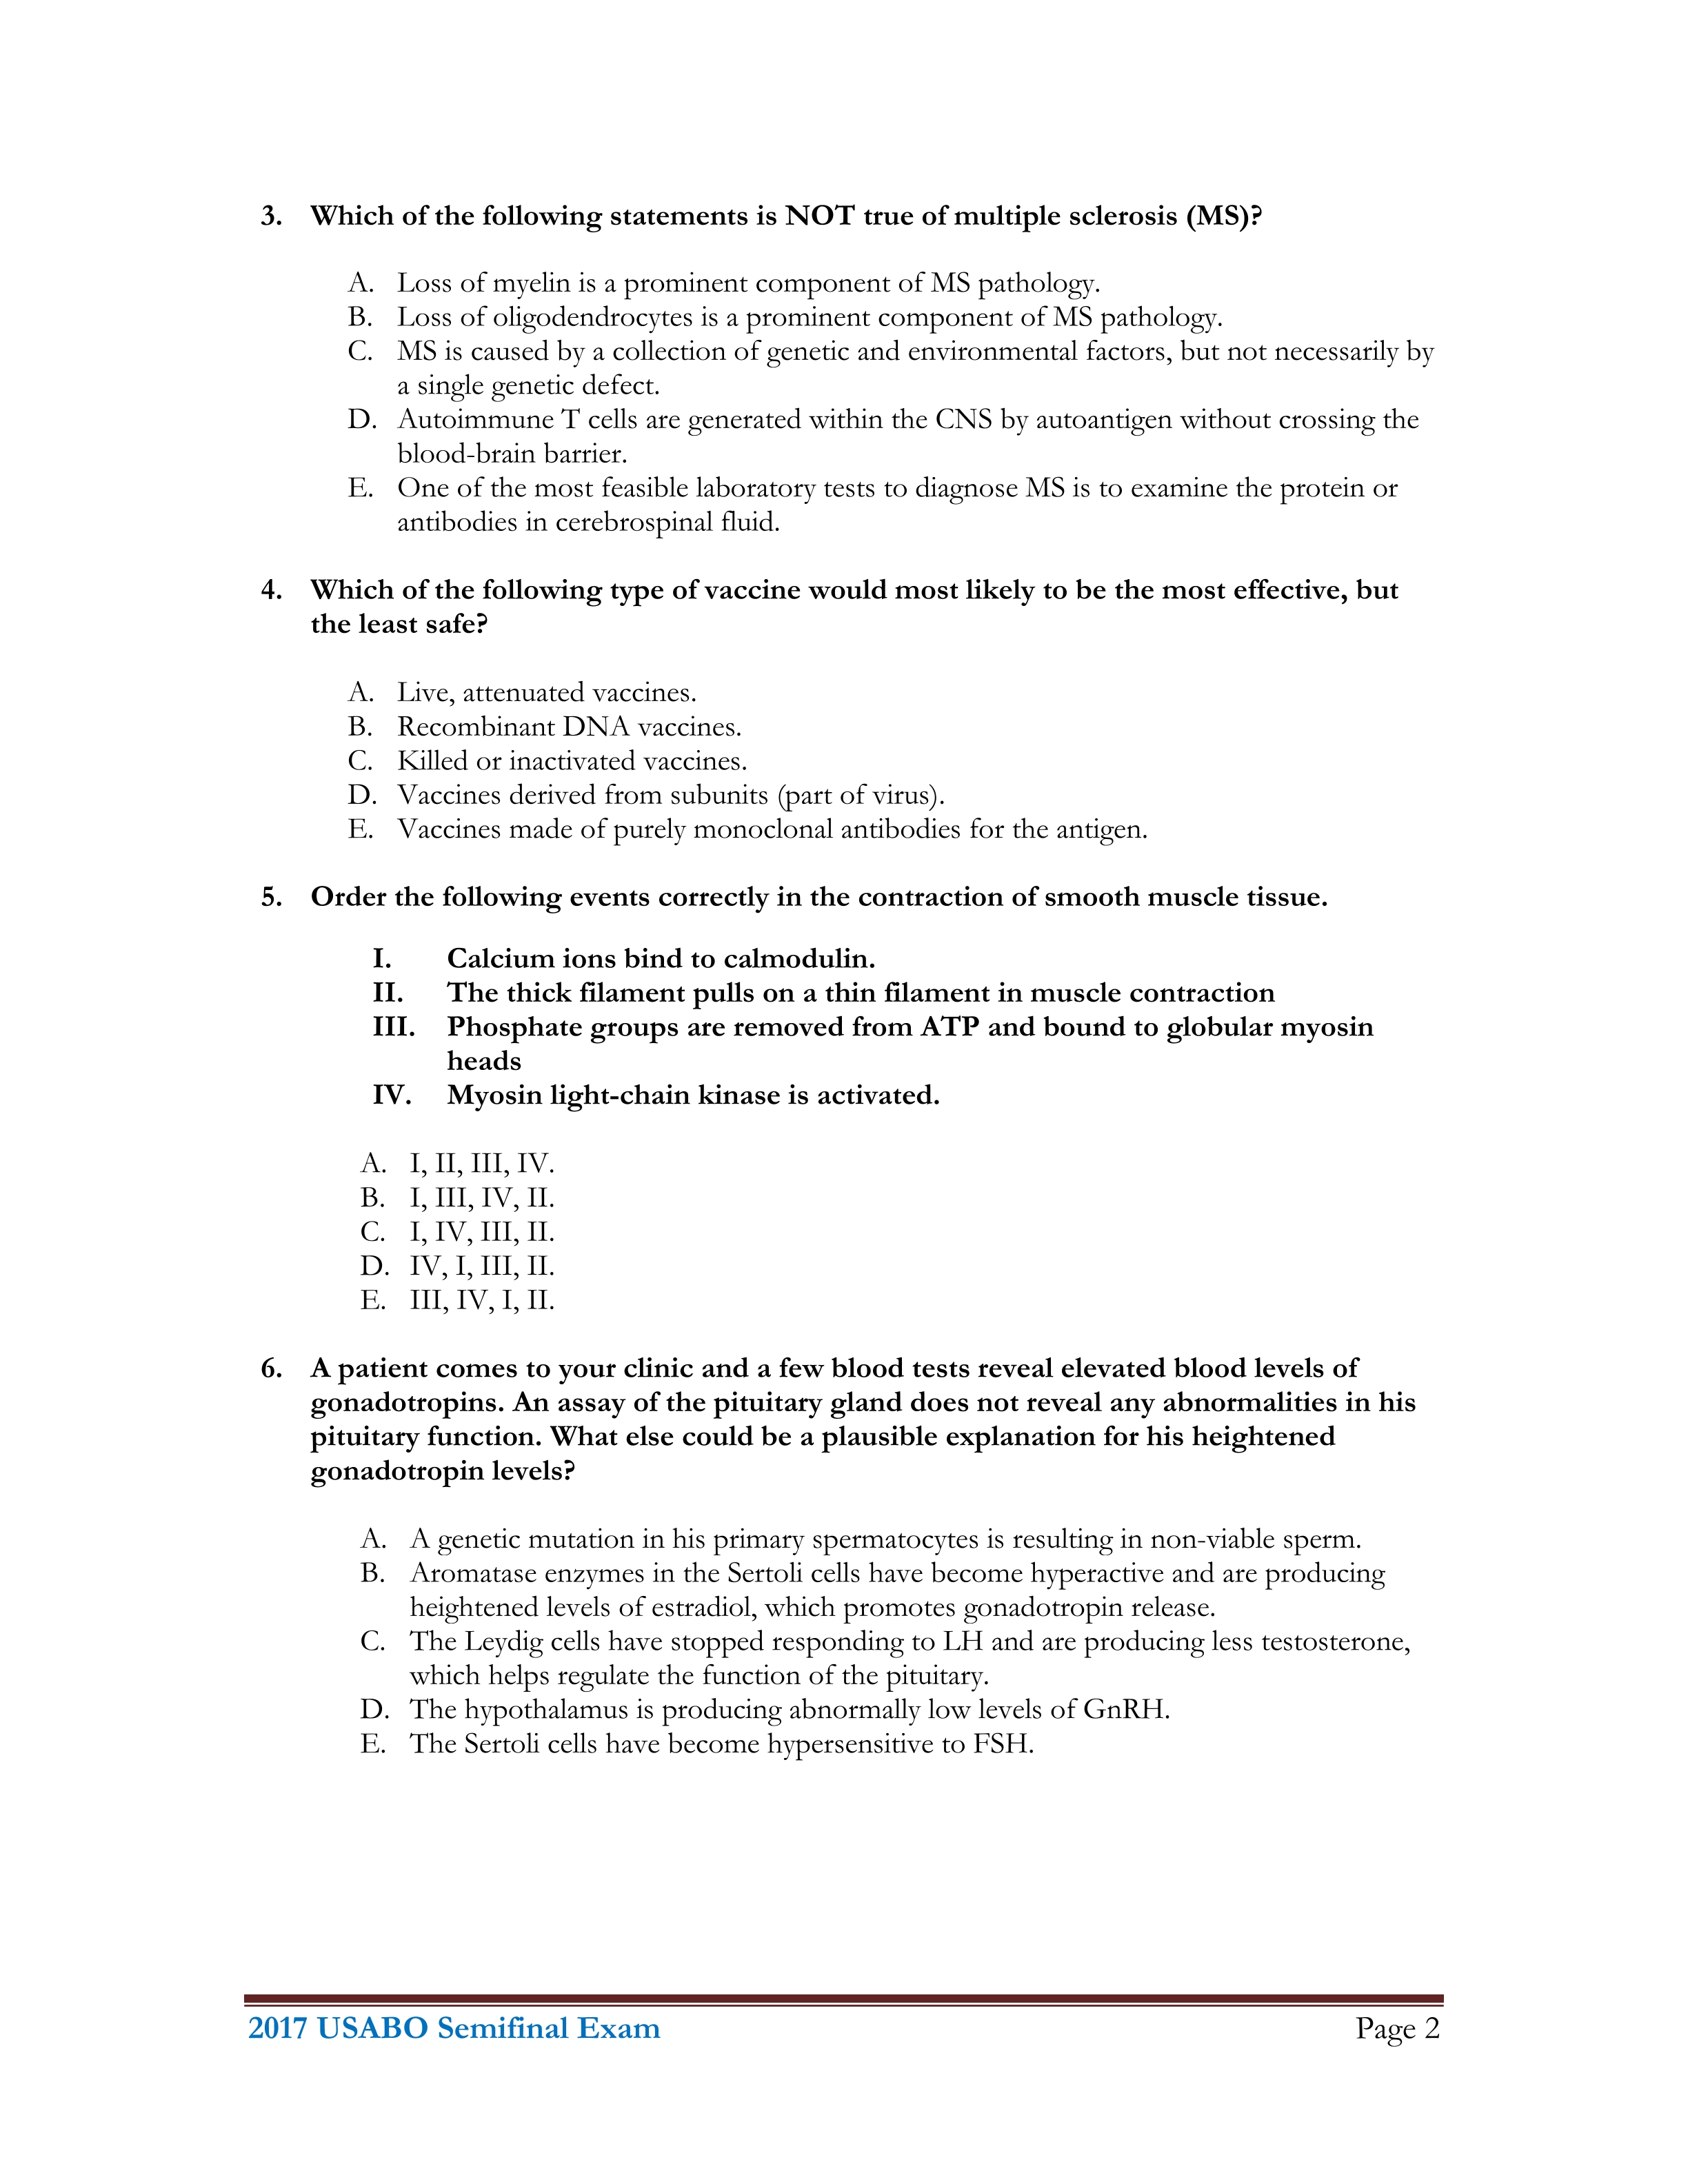 3. Which of the following statements is NOT true of multiple sclerosis (MS)?
A. Loss of myelin is a prominent component of MS pathology.
B. Loss of oligodendrocytes is a prominent component of MS pathology.
C. MS is caused by a collection of genetic and environmental factors, but not necessarily by
a single genetic defect.
D. Autoimmune T cells are generated within the CNS by autoantigen without crossing the
blood-brain barrier.
E. One of the most feasible laboratory tests to diagnose MS is to examine the protein or
antibodies in cerebrospinal fluid.
4. Which of the following type of vaccine would most likely to be the most effective, but
the least safe?
A. Live, attenuated vaccines.
B. Recombinant DNA vaccines.
C. Killed or inactivated vaccines.
D. Vaccines derived from subunits (part of virus).
E. Vaccines made of purely monoclonal antibodies for the antigen.
5. Order the following events correctly in the contraction of smooth muscle tissue.
I. Calcium ions bind to calmodulin.
II. The thick filament pulls on a thin filament in muscle contraction
III. Phosphate groups are removed from ATP and bound to globular myosin
heads
IV. Myosin light-chain kinase is activated.
A. I, II, III, IV.
B. I, III, IV, II.
C. I, IV, III, II.
D. IV, I, III, II.
E. III, IV, I, II.
6. A patient comes to your clinic and a few blood tests reveal elevated blood levels of
gonadotropins. An assay of the pituitary gland does not reveal any abnormalities in his
pituitary function. What else could be a plausible explanation for his heightened
gonadotropin levels?
A. A genetic mutation in his primary spermatocytes is resulting in non-viable sperm.
B. Aromatase enzymes in the Sertoli cells have become hyperactive and are producing
heightened levels of estradiol, which promotes gonadotropin release.
C. The Leydig cells have stopped responding to LH and are producing less testosterone,
which helps regulate the function of the pituitary.
D. The hypothalamus is producing abnormally low levels of GnRH.
E. The Sertoli cells have become hypersensitive to FSH.
2017 USABO Semifinal Exam Page 2